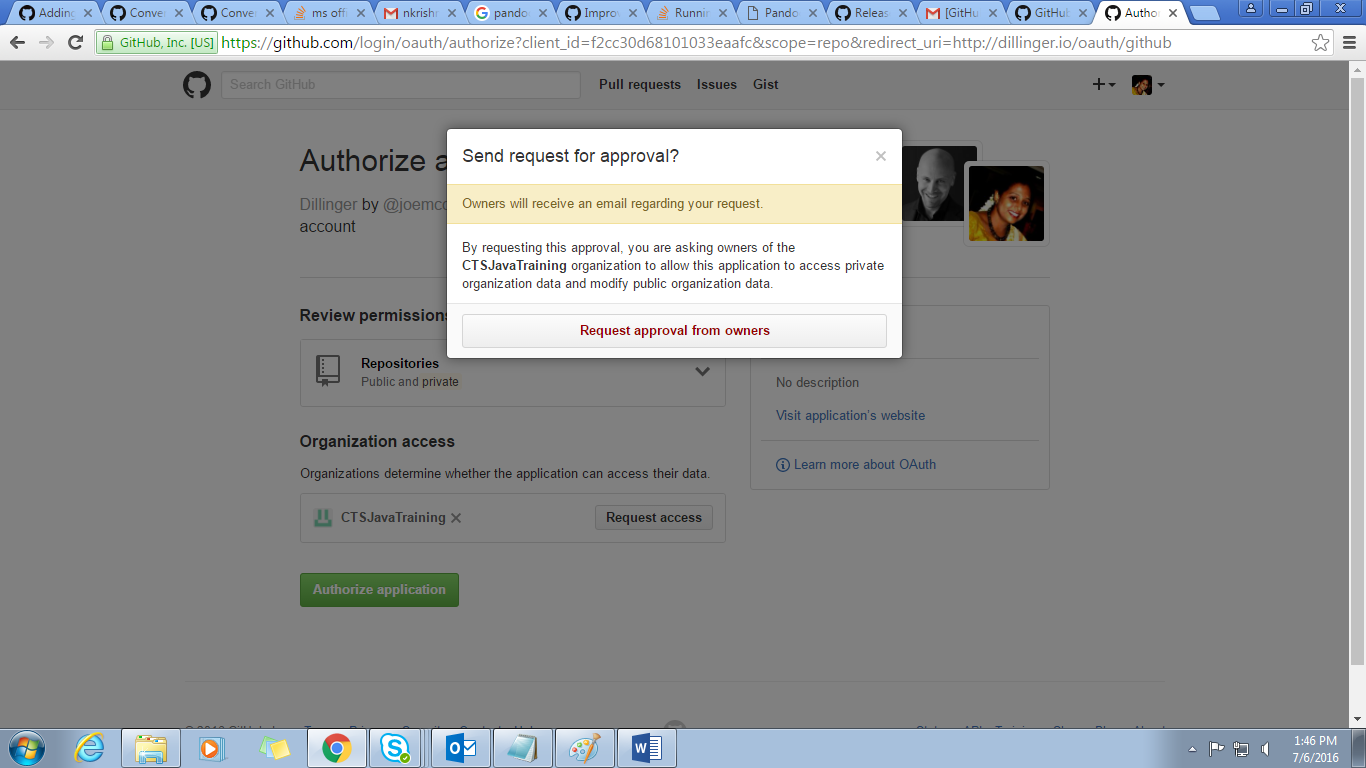 Adding
Conver
Conver
ms offi
nkrishn
pando
Improv
Runnin
Pando
Releas
[GitHu
GitHub
Author
GitHub, Inc. [US]
https://github.com/login/oauth/authorize?client_id=f2cc30d68101033eaafc&scope=repo&redirect_uri=http://dillinger.io/oauth/github
Search GitHub
Pull requests Issues Gist
Send request for approval?
Owners will receive an email regarding your request.
By requesting this approval, you are asking owners of the
CTSJavaTraining organization to allow this application to access private
organization data and modify public organization data.
Request approval from owners
Authorize a
Dillinger by @joemcc
account
Review permissions
Repositories
Public and private
Organization access
Organizations determine whether the application can access their data.
CTSJavaTraining
Request access
Authorize application
No description
Visit application's website
Learn more about OAuth
1:46 PM
7/6/2016